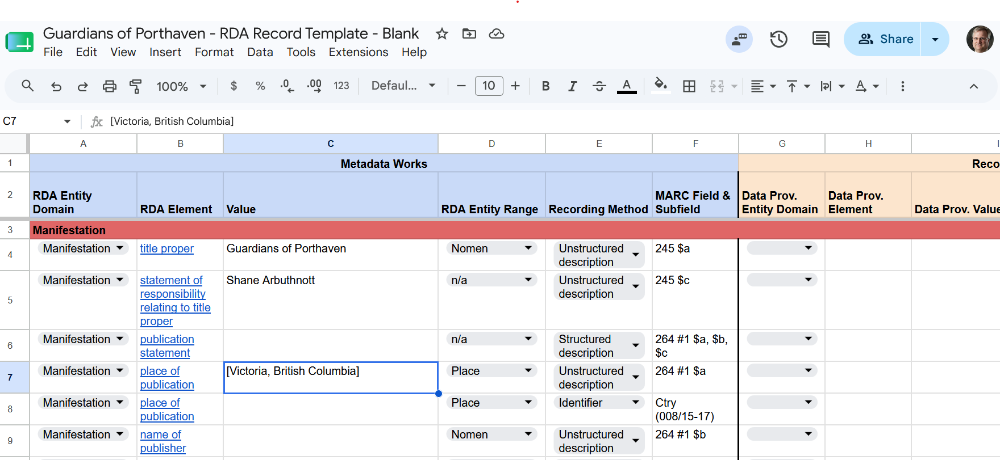 Guardians of Porthaven - RDA Record Template - Blank
File Edit View Insert Format Data Tools Extensions Help
Share
100% $ % .0 .00 123 Defaul... 10 B I A
C7 fx [Victoria, British Columbia]
A B C D E F G H I
1 Metadata Works Reco
2 RDA Entity Domain RDA Element Value RDA Entity Range Recording Method MARC Field & Subfield Data Prov. Entity Domain Data Prov. Element Data Prov. Value
3 Manifestation
4 Manifestation title proper Guardians of Porthaven Nomen Unstructured description 245 $a
5 Manifestation statement of responsibility relating to title proper Shane Arbuthnott n/a Unstructured description 245 $c
6 Manifestation publication statement n/a Structured description 264 #1 $a, $b, $c
7 Manifestation place of publication [Victoria, British Columbia] Place Unstructured description 264 #1 $a
8 Manifestation place of publication Place Identifier Ctry (008/15-17)
9 Manifestation name of publisher Nomen Unstructured description 264 #1 $b